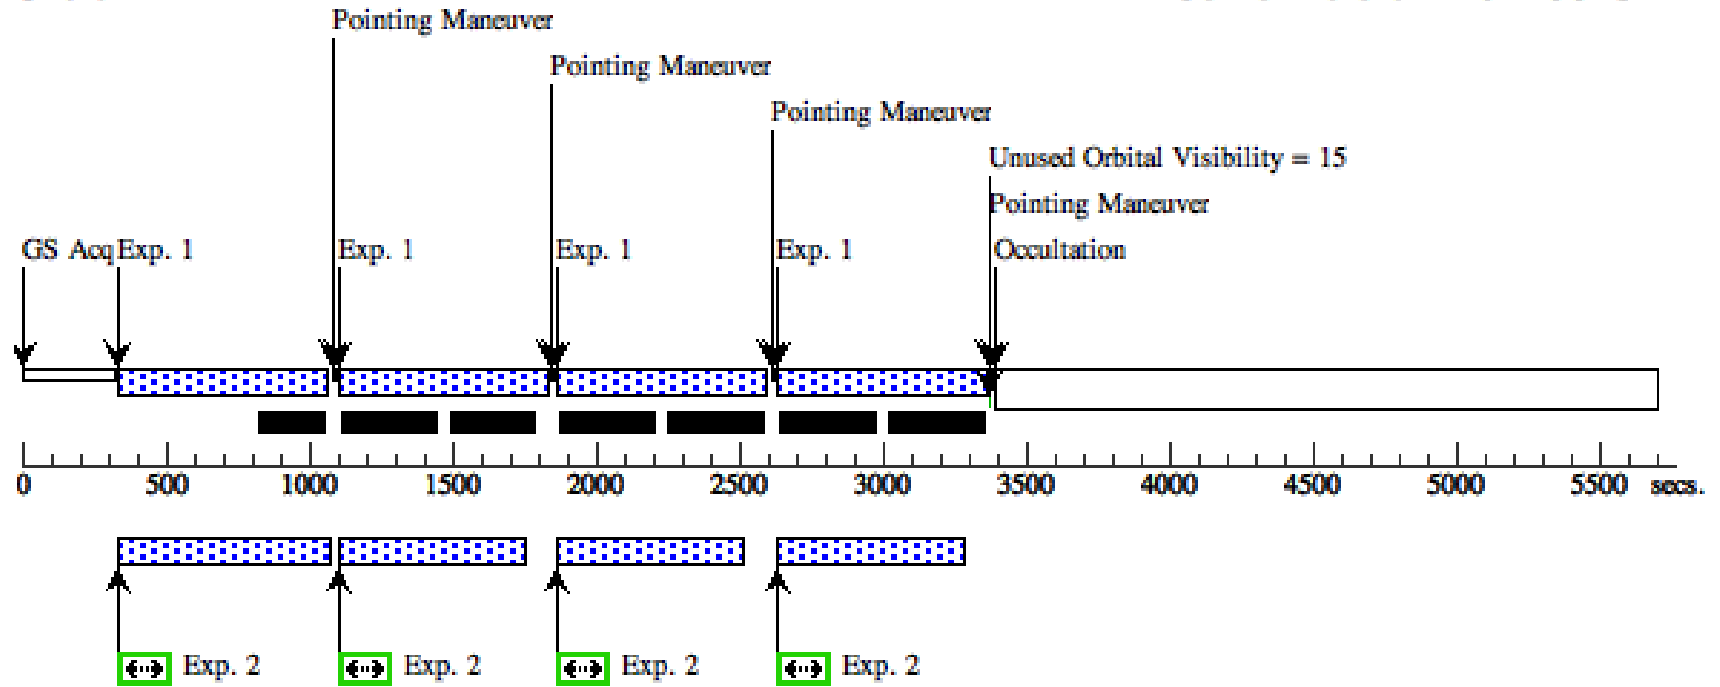 Pointing Maneuver
Pointing Maneuver
Pointing Maneuver
Unused Orbital Visibility = 15
Pointing Maneuver
GS Acq Exp. 1 Exp. 1 Exp. 1 Exp. 1 Occultation
0 500 1000 1500 2000 2500 3000 3500 4000 4500 5000 5500 secs.
Exp. 2 Exp. 2 Exp. 2 Exp. 2